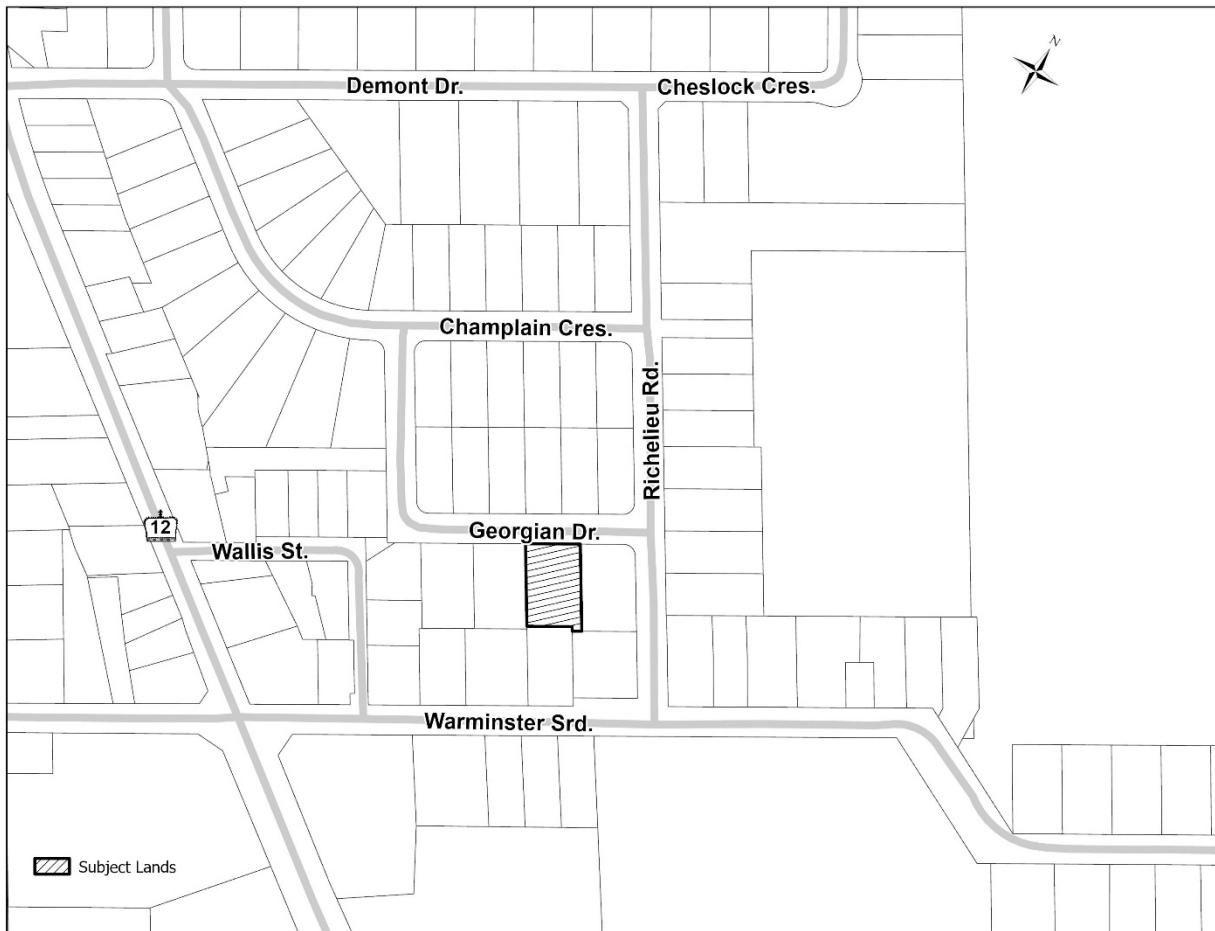 N
Demont Dr.
Cheslock Cres.
Champlain Cres.
Richelieu Rd.
Georgian Dr.
12
Wallis St.
Warminster Srd.
Subject Lands